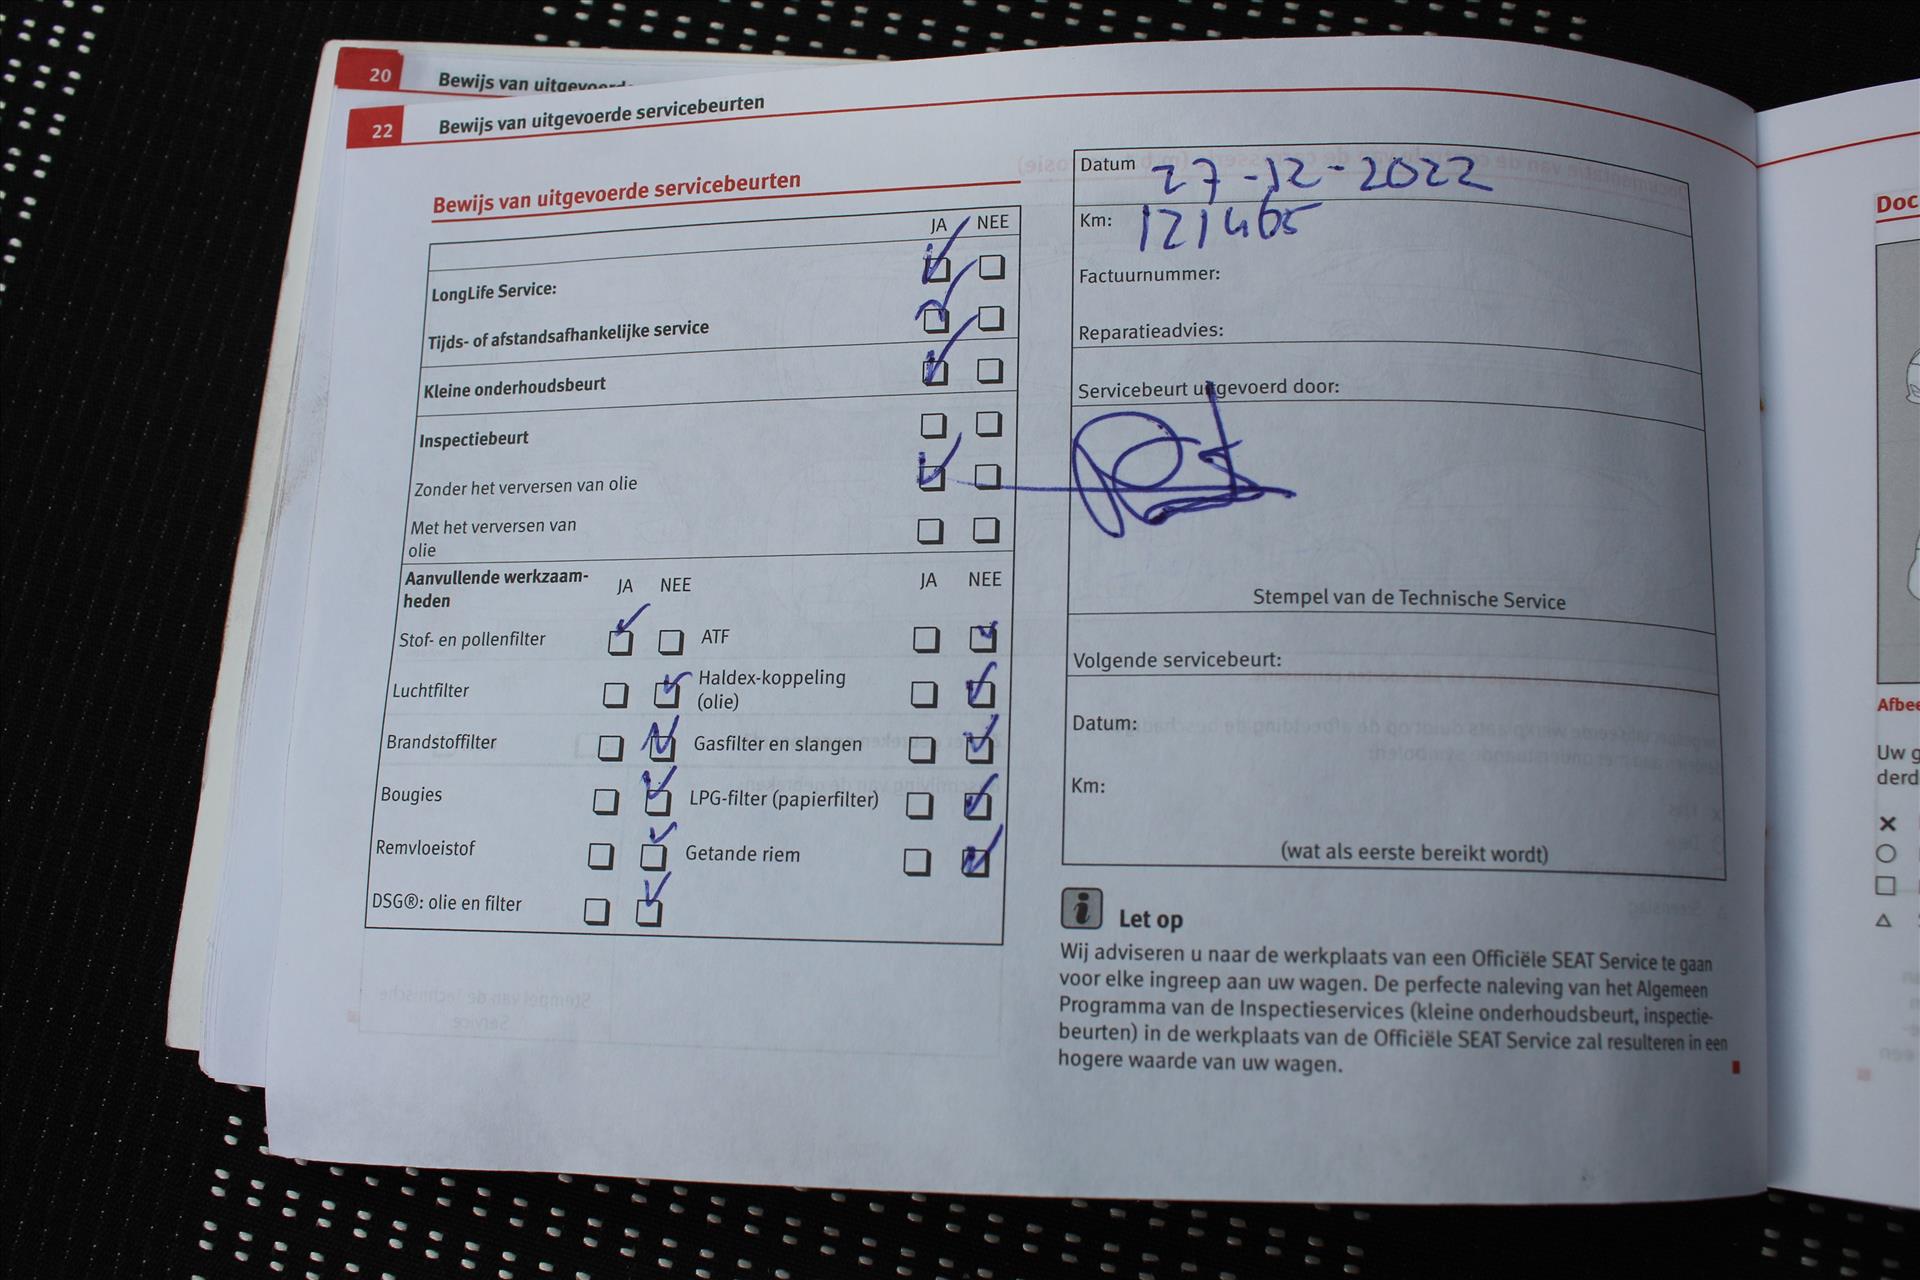 20 Bewijs van uitgevoerde
22 Bewijs van uitgevoerde servicebeurten
Bewijs van uitgevoerde servicebeurten
JA NEE
LongLife Service:
Tijds- of afstandsafhankelijke service
Kleine onderhoudsbeurt
Inspectiebeurt
Zonder het verversen van olie
Met het verversen van
olie
Aanvullende werkzaam-
heden
JA NEE JA NEE
Stof- en pollenfilter ATF
Luchtfilter Haldex-koppeling
(olie)
Brandstoffilter Gasfilter en slangen
Bougies LPG-filter (papierfilter)
Remvloeistof Getande riem
DSG®: olie en filter
Datum 27-12-2022
Km: 121465
Factuurnummer:
Reparatieadvies:
Servicebeurt uitgevoerd door:
Stempel van de Technische Service
Volgende servicebeurt:
Datum:
Km:
(wat als eerste bereikt wordt)
Let op
Wij adviseren u naar de werkplaats van een Officiële SEAT Service te gaan
voor elke ingreep aan uw wagen. De perfecte naleving van het Algemeen
Programma van de Inspectieservices (kleine onderhoudsbeurt, inspectie-
beurten) in de werkplaats van de Officiële SEAT Service zal resulteren in een
hogere waarde van uw wagen.
Doc
Afbee
Uw g
derd